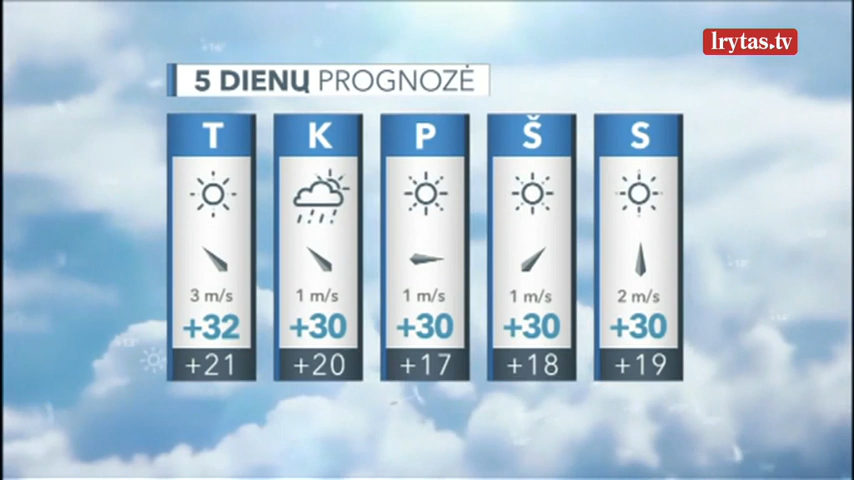 lrytas.tv
5 DIENŲ PROGNOZĖ
T K P Š S
3 m/s 1 m/s 1 m/s 1 m/s 2 m/s
+32 +30 +30 +30 +30
+21 +20 +17 +18 +19